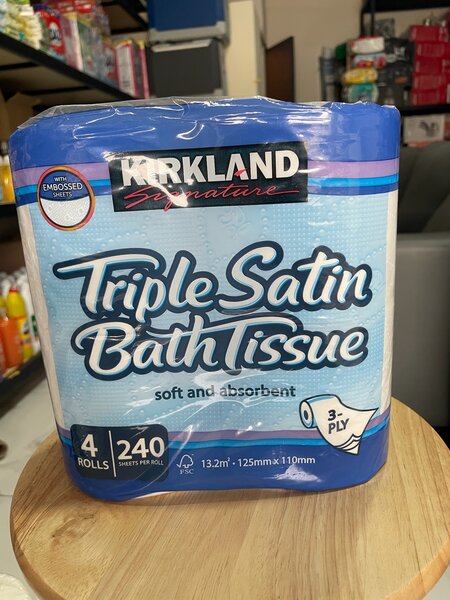 KIRKLAND
Signature
WITH
EMBOSSED
SHEETS
Triple Satin
Bath Tissue
soft and absorbent
3-
PLY
4
ROLLS
240
SHEETS PER ROLL
FSC
13.2m² · 125mm x 110mm